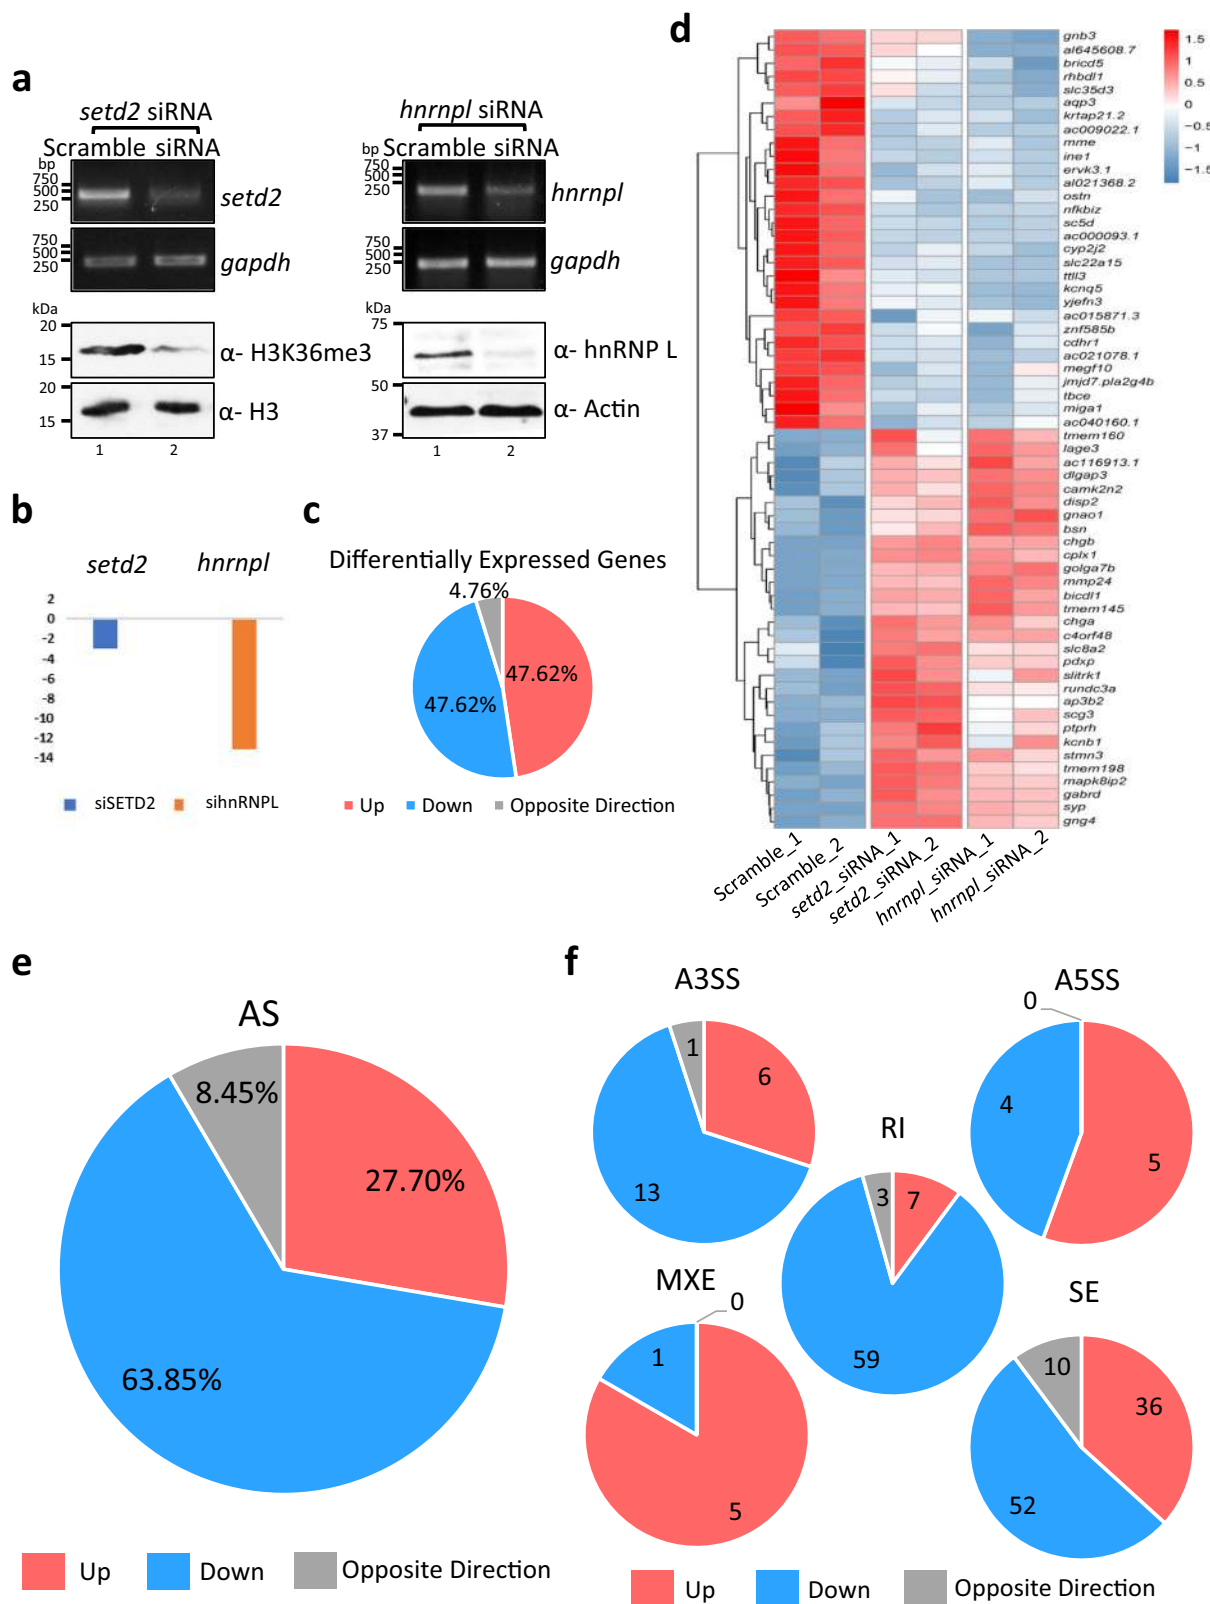 a
setd2 siRNA
Scramble siRNA
bp
500
250
setd2
750
500
250
gapdh
kDa
20
15
α- H3K36me3
20
15
α- H3
1 2
hnrnpl siRNA
bp Scramble siRNA
750
500
250
hnrnpl
750
500
250
gapdh
75
α- hnRNP L
50
37
α- Actin
1 2
b
setd2 hnrnpl
2
0
-2
-4
-6
-8
-10
-12
-14
siSETD2 sihnRNPL
c
Differentially Expressed Genes
4.76%
47.62%
47.62%
Up Down Opposite Direction
d
gnb3
al645608.7
bricd5
rhbdl1
slc35d3
aqp3
krtap21.2
ac009022.1
mme
ine1
ervk3.1
al021368.2
ostn
nfkbiz
sc5d
ac000093.1
cyp2j2
slc22a15
ttll3
kcnq5
yjefn3
ac015871.3
znf585b
cdhr1
ac021078.1
megf10
jmjd7.pla2g4b
tbce
miga1
ac040160.1
tmem160
lage3
ac116913.1
dlgap3
camk2n2
disp2
gnao1
bsn
chgb
cplx1
golga7b
mmp24
bicdl1
tmem145
chga
c4orf48
slc8a2
pdxp
slitrk1
rundc3a
ap3b2
scg3
ptprh
kcnb1
stmn3
tmem198
mapk8ip2
gabrd
syp
gng4
1.5
1
0.5
0
−0.5
−1
−1.5
Scramble_1
Scramble_2
setd2_siRNA_1
setd2_siRNA_2
hnrnpl_siRNA_1
hnrnpl_siRNA_2
e
AS
8.45%
27.70%
63.85%
Up Down Opposite Direction
f
A3SS
1
6
13
A5SS
0
4
5
RI
3
7
59
MXE
0
1
5
SE
10
36
52
Up Down Opposite Direction